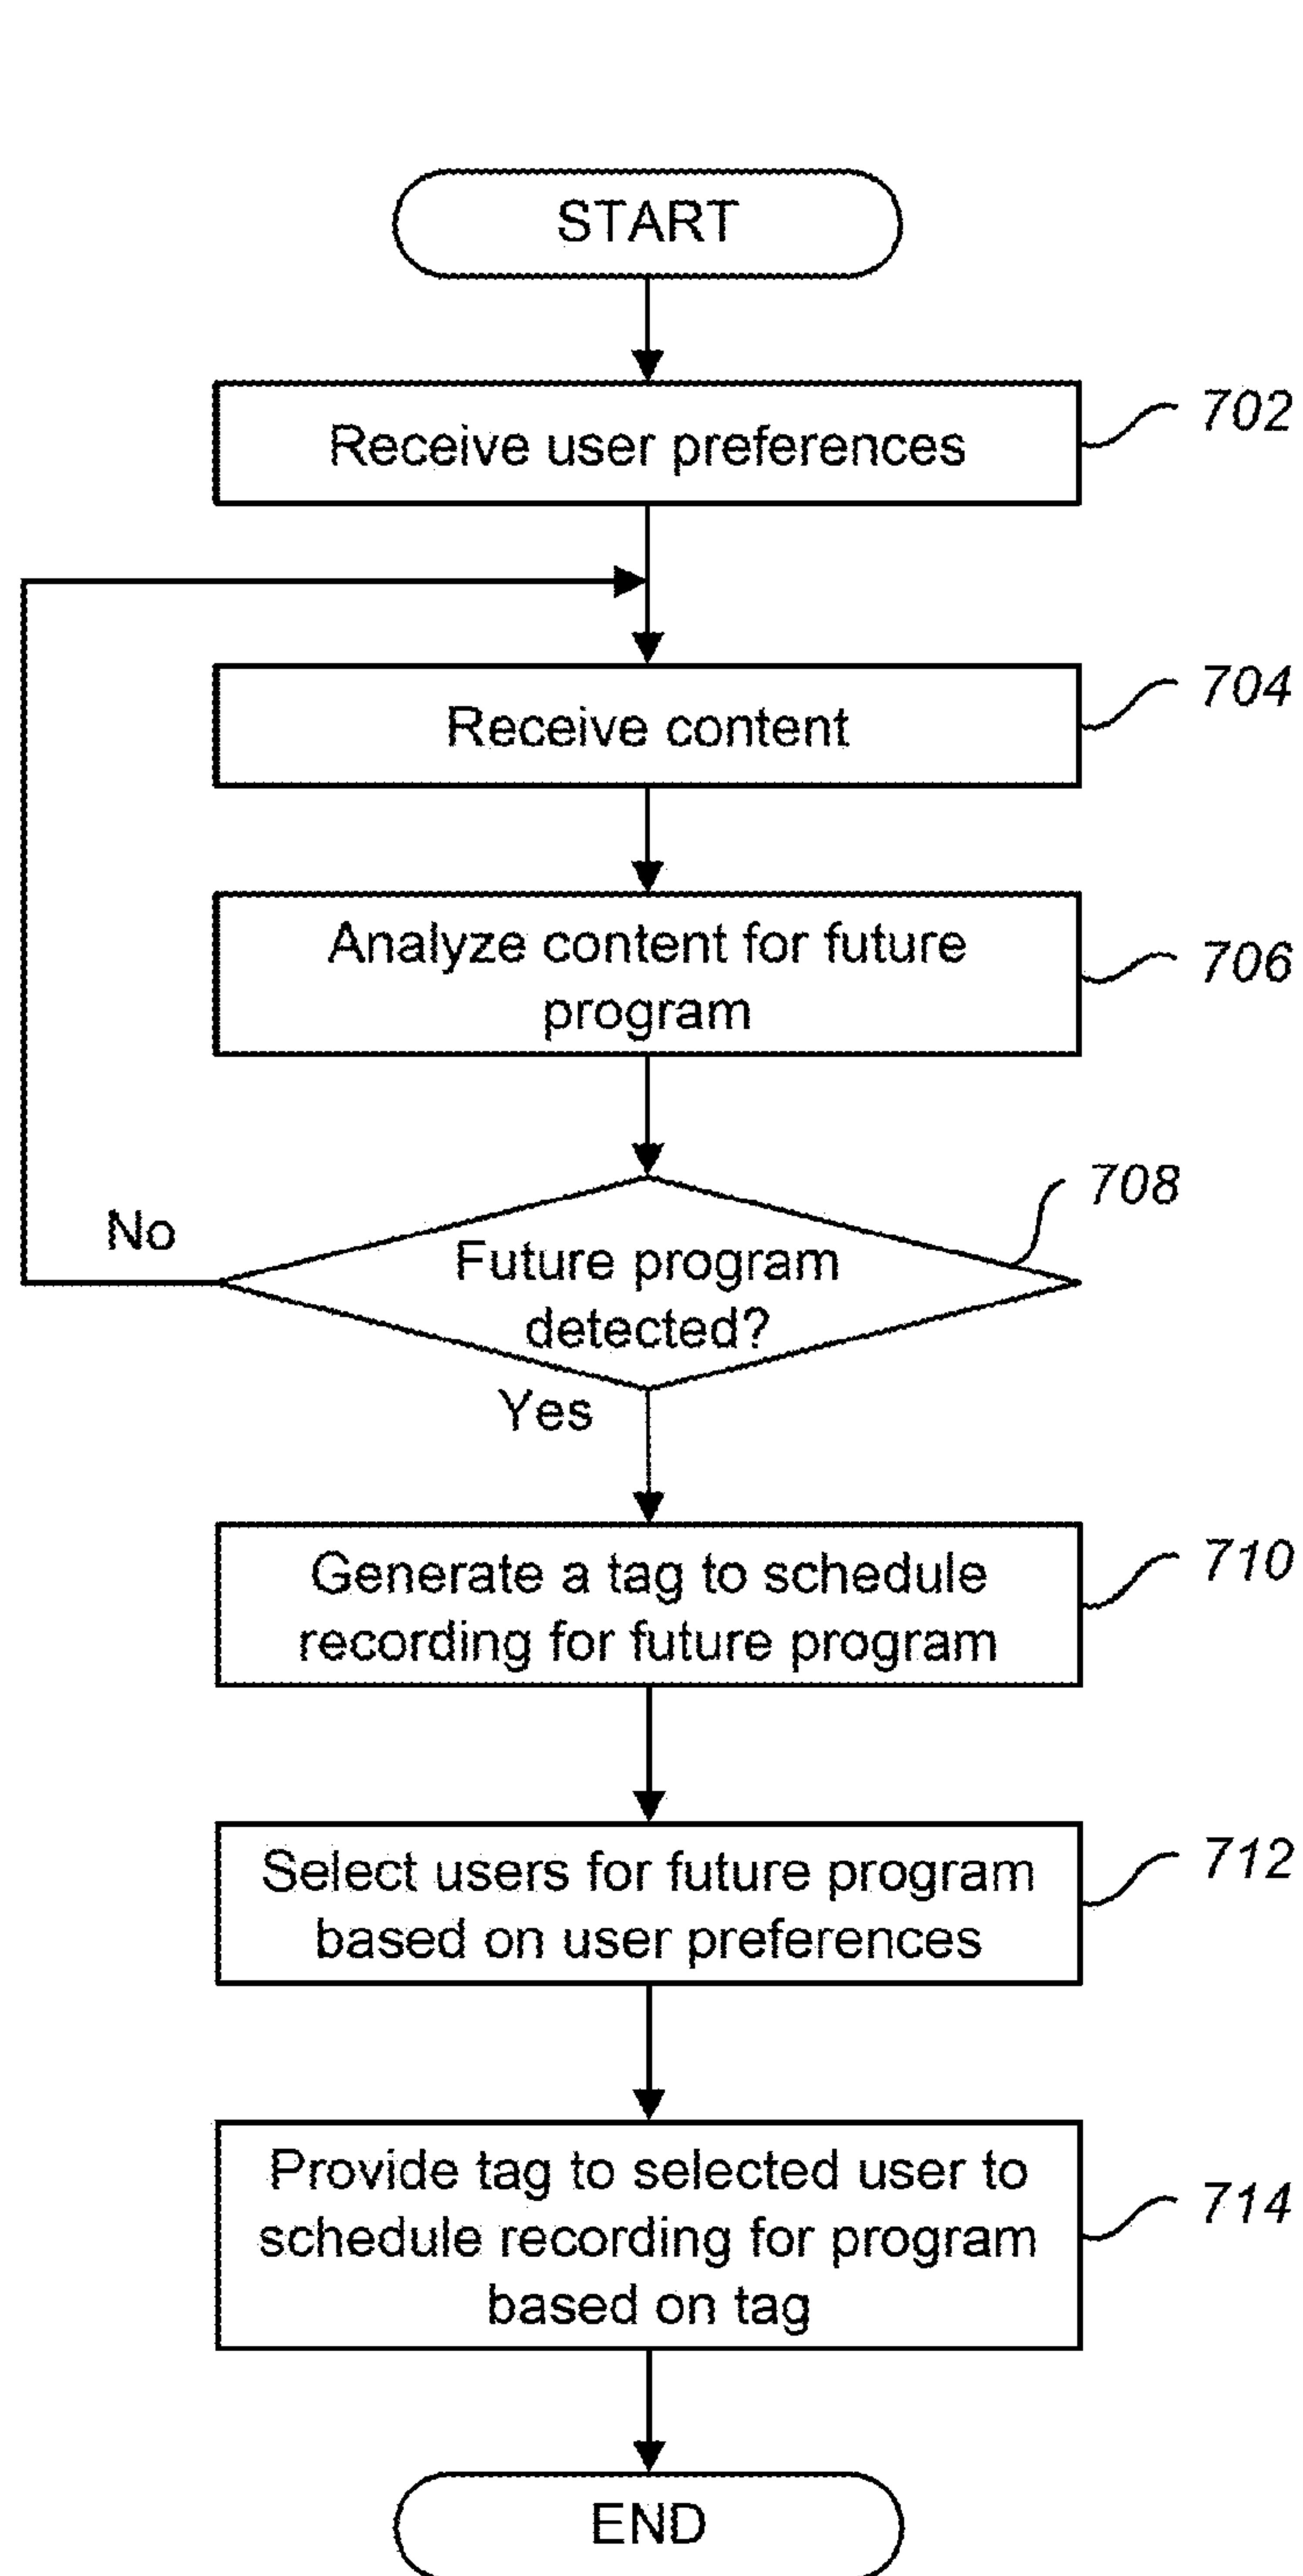 START
Receive user preferences
702
Receive content
704
Analyze content for future
program
706
708
No
Future program
detected?
Yes
Generate a tag to schedule
recording for future program
710
Select users for future program
based on user preferences
712
Provide tag to selected user to
schedule recording for program
based on tag
714
END